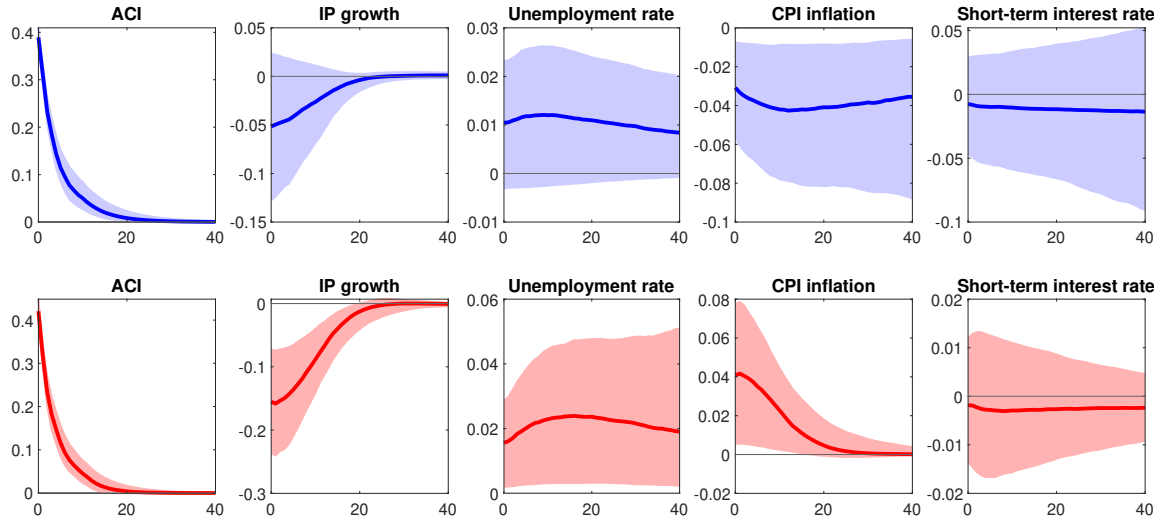 ACI IP growth Unemployment rate CPI inflation Short-term interest rate
0.4 0.05 0.03 -0 0.05
0.3 0 0.02 -0.02 0
0.2 -0.05 0.01 -0.04 -0.05
0.1 -0.1 0 -0.06 -0.1
0 -0.15 -0.01 -0.08
-0.1
0 20 40 0 20 40 0 20 40 0 20 40 0 20 40
ACI IP growth Unemployment rate CPI inflation Short-term interest rate
0.4 0 0.06 0.08 0.02
0.3 -0.1 0.04 0.06 0.01
0.2 -0.2 0.02 0.04 0
0.1 -0.3 0 0.02 -0.01
0 0 -0.02
-0.02
0 20 40 0 20 40 0 20 40 0 20 40 0 20 40